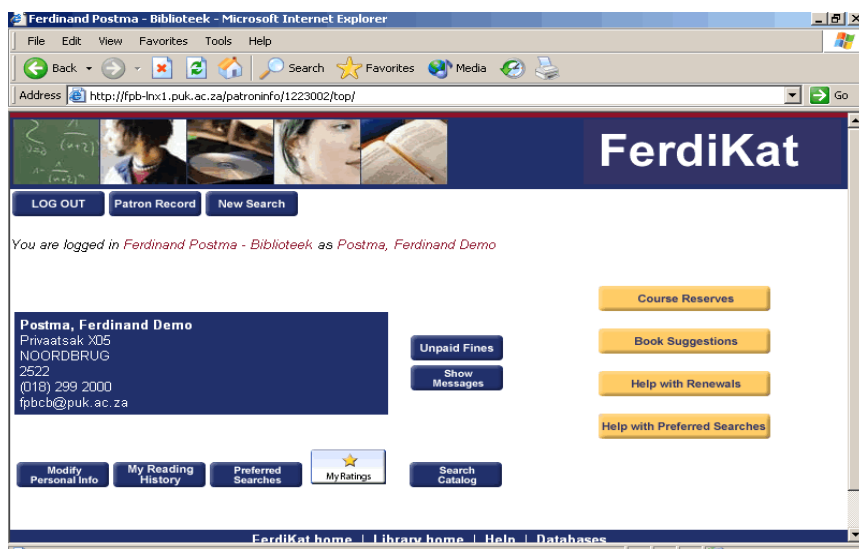 Ferdinand Postma - Biblioteek - Microsoft Internet Explorer
File Edit View Favorites Tools Help
Back Search Favorites Media
Address http://fpb-lnx1.puk.ac.za/patroninfo/1223002/top/ Go
FerdiKat
LOG OUT Patron Record New Search
You are logged in Ferdinand Postma - Biblioteek as Postma, Ferdinand Demo
Course Reserves
Postma, Ferdinand Demo
Privaatsak X05
NOORDBRUG
2522
(018) 299 2000
fpbcb@puk.ac.za
Unpaid Fines
Show
Messages
Book Suggestions
Help with Renewals
Help with Preferred Searches
Modify
Personal Info
My Reading
History
Preferred
Searches
My Ratings
Search
Catalog
FerdiKat home | Library home | Help | Databases